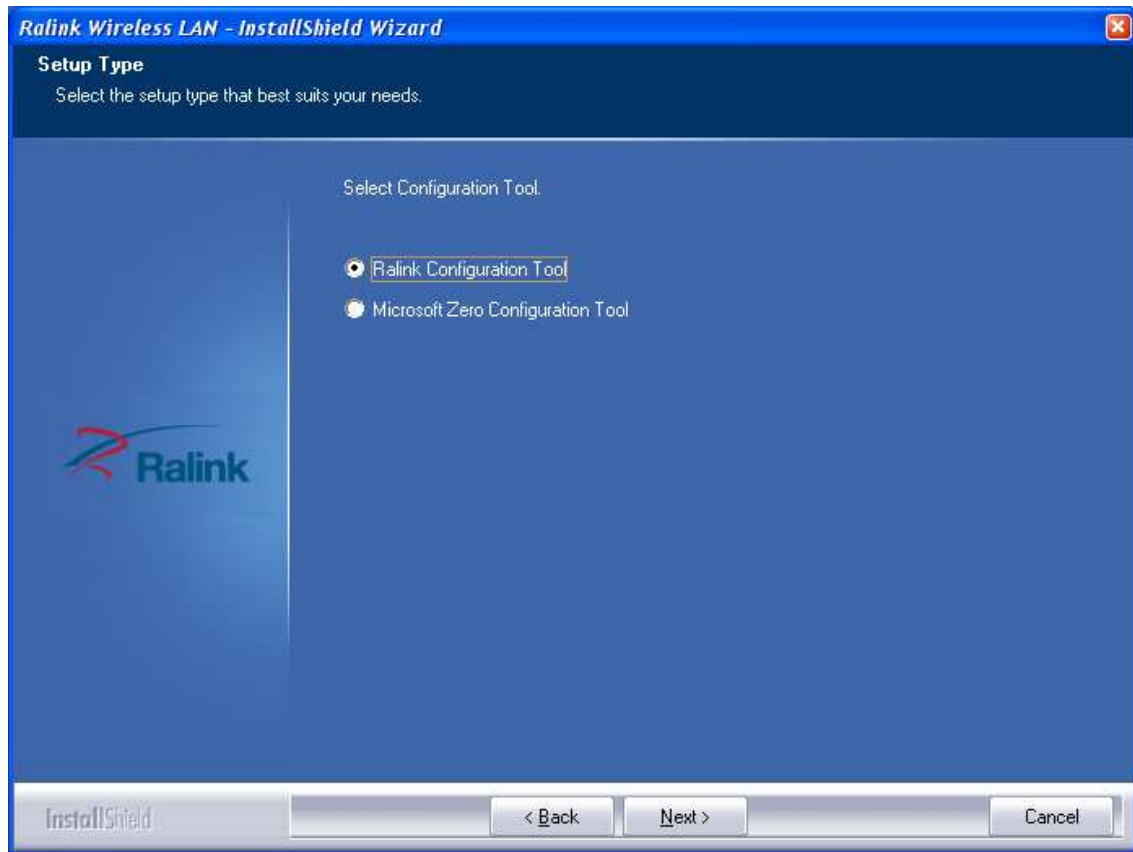 Ralink Wireless LAN - InstallShield Wizard
Setup Type
Select the setup type that best suits your needs.
Select Configuration Tool.
Ralink Configuration Tool
Microsoft Zero Configuration Tool
Ralink
InstallShield
< Back
Next >
Cancel